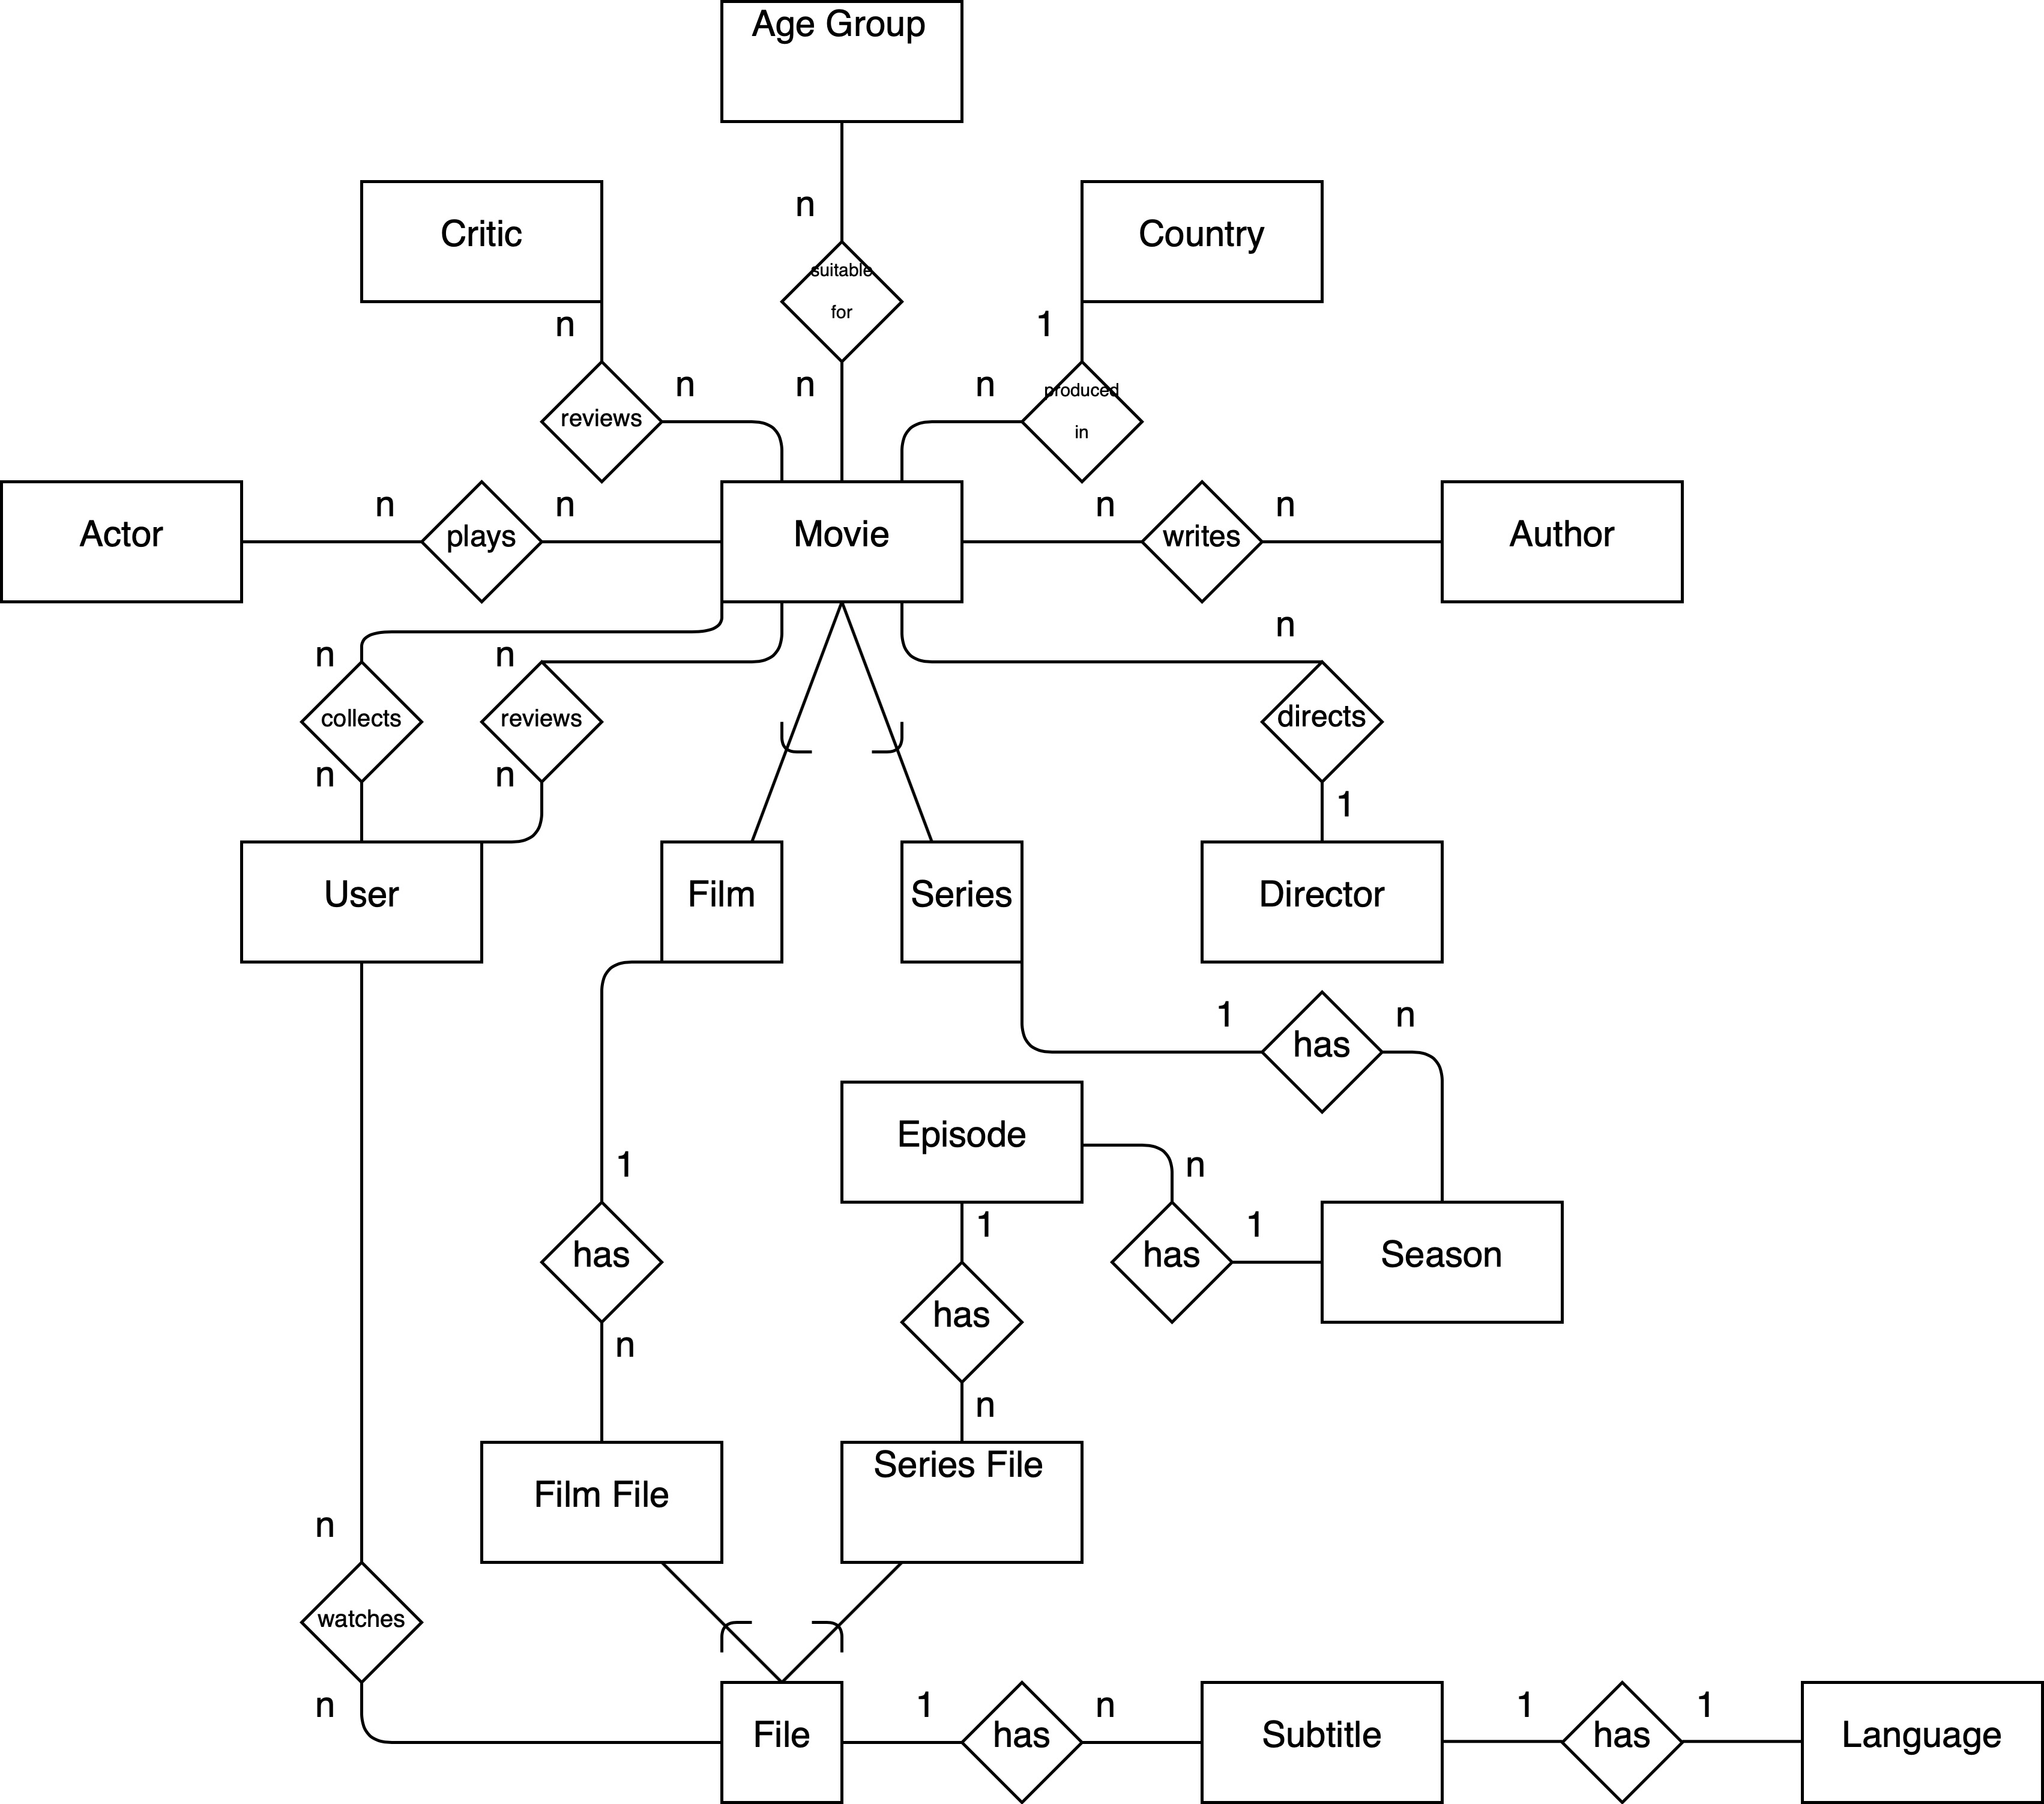 Age Group
Critic
n
Country
suitable
for
n
1
reviews
n
n
n
produced
in
Actor
n
plays
n
Movie
n
writes
n
Author
n
n
n
collects
reviews
directs
n
n
1
User
Film
Series
Director
1
has
n
Episode
1
n
has
1
1
has
Season
has
n
n
Film File
Series File
n
watches
n
File
1
has
n
Subtitle
1
has
1
Language